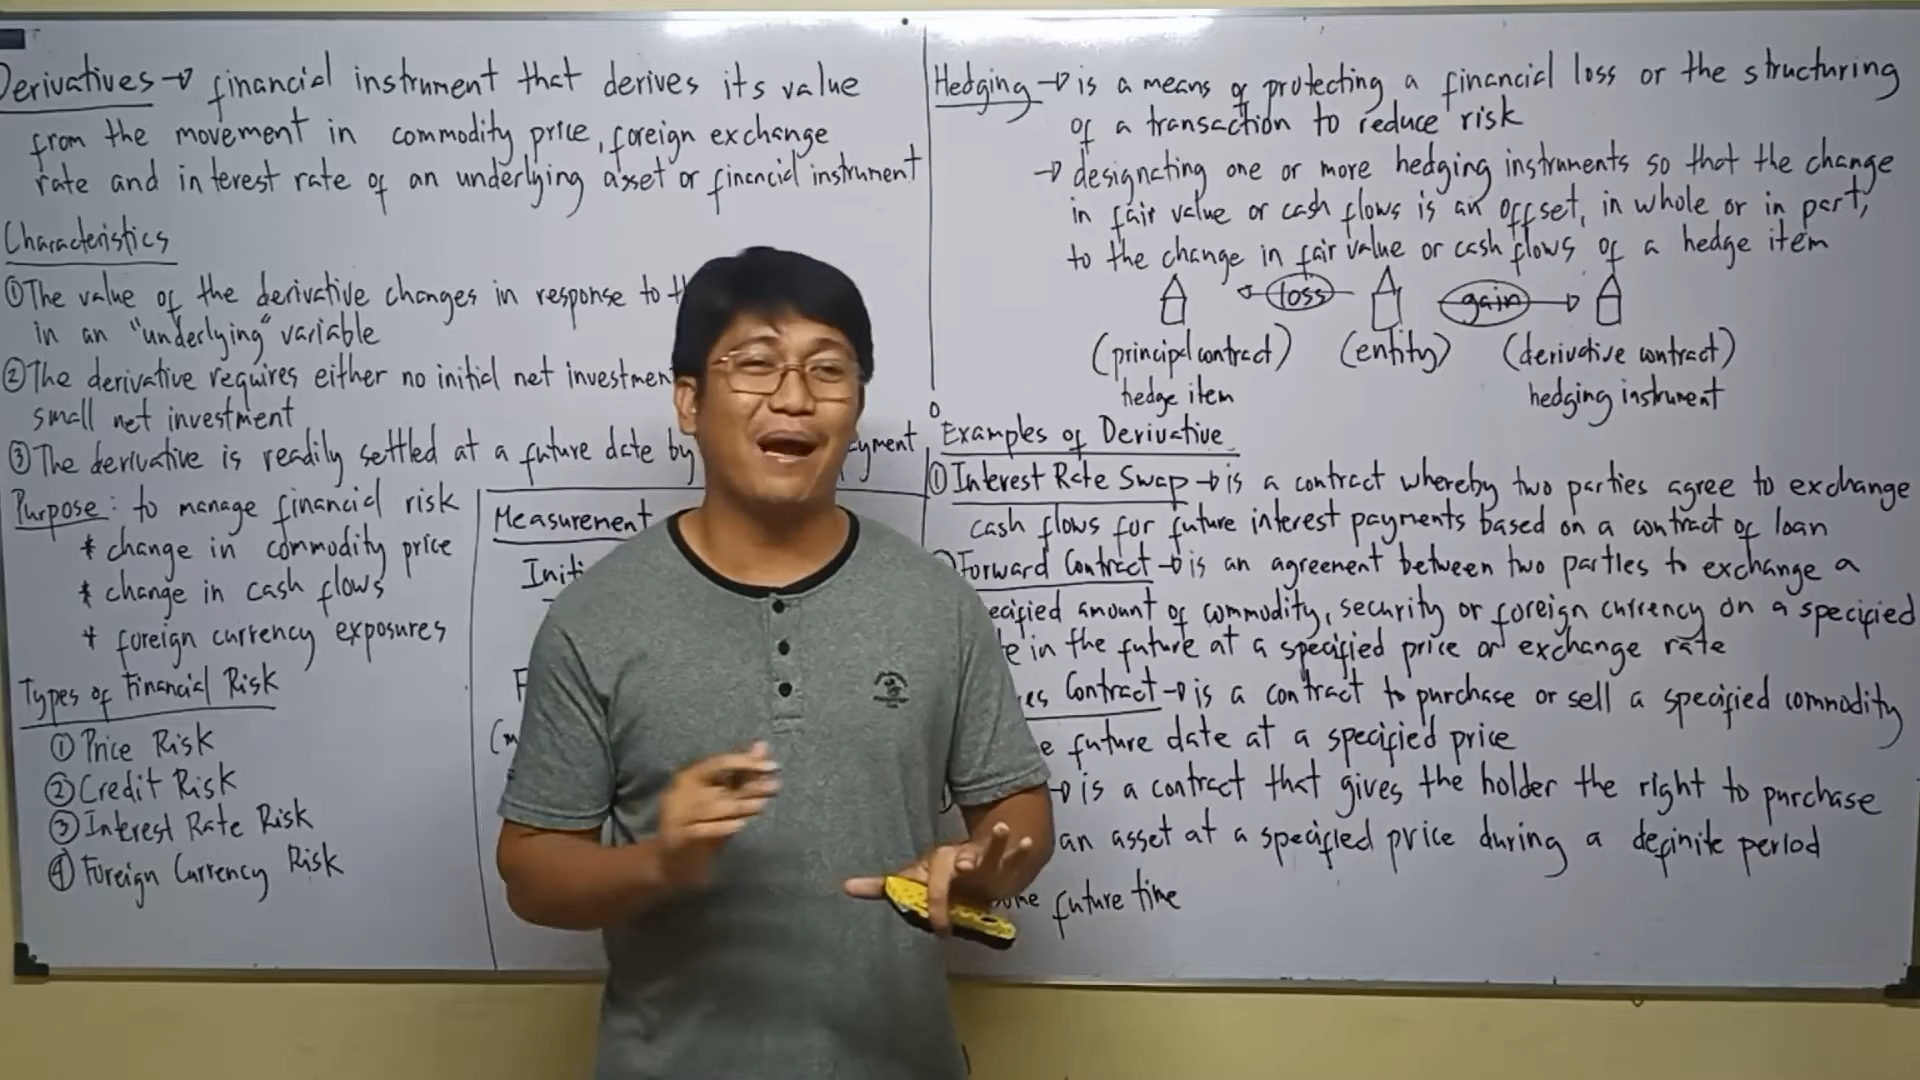 Derivatives → financial instrument that derives its value
from the movement in commodity price, foreign exchange
rate and interest rate of an underlying asset or financial instrument
Characteristics
① The value of the derivative changes in response to
in an "underlying" variable
② The derivative requires either no initial net investment
small net investment
③ The derivative is readily settled at a future date by
Purpose: to manage financial risk
* change in commodity price
* change in cash flows
* foreign currency exposures
Types of Financial Risk
① Price Risk
② Credit Risk
③ Interest Rate Risk
④ Foreign Currency Risk
Measurement
Hedging → is a means of protecting a financial loss or the structuring
of a transaction to reduce risk
→ designating one or more hedging instruments so that the change
in fair value or cash flows is an offset, in whole or in part,
to the change in fair value or cash flows of a hedge item
loss gain
(principal contract) (entity) (derivative contract)
hedge item hedging instrument
Examples of Derivative
① Interest Rate Swap → is a contract whereby two parties agree to exchange
cash flows for future interest payments based on a contract of loan
Forward Contract → is an agreement between two parties to exchange a
amount of commodity, security or foreign currency on a specified
in the future at a specified price or exchange rate
Contract → is a contract to purchase or sell a specified commodity
future date at a specified price
→ is a contract that gives the holder the right to purchase
an asset at a specified price during a definite period
future time